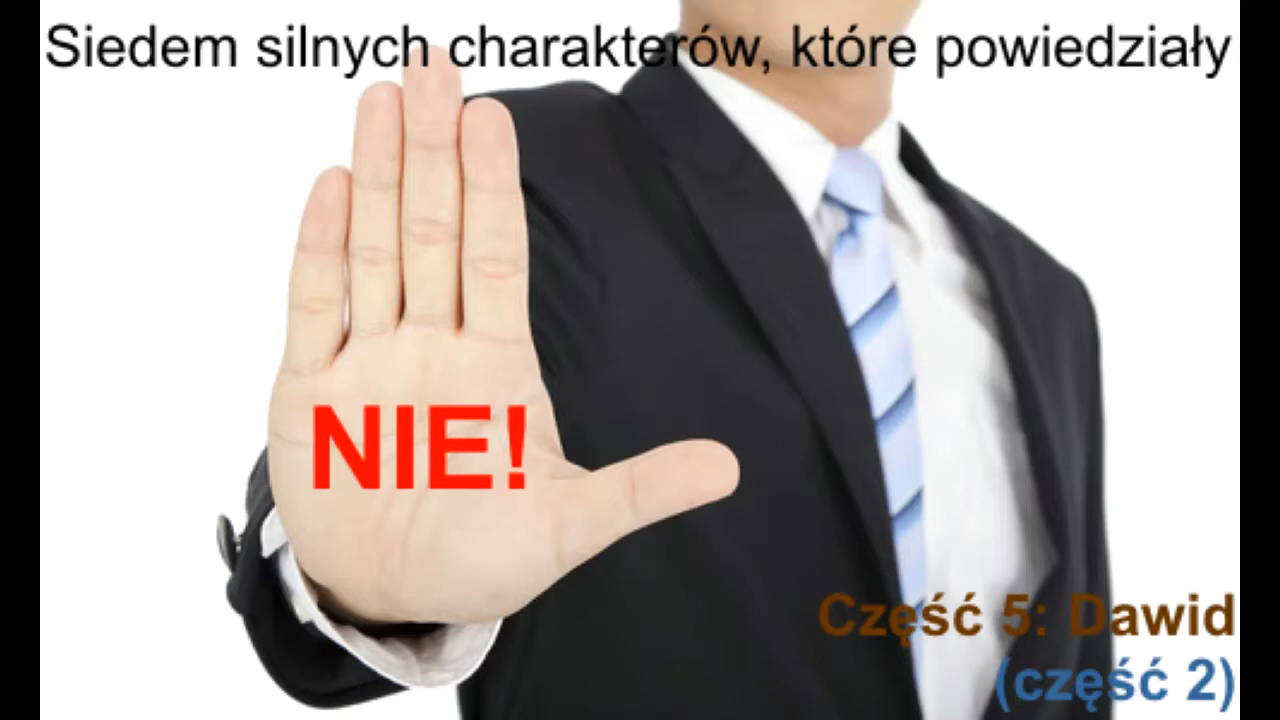 Siedem silnych charakterów, które powiedziały
NIE!
Część 5: Dawid
(część 2)